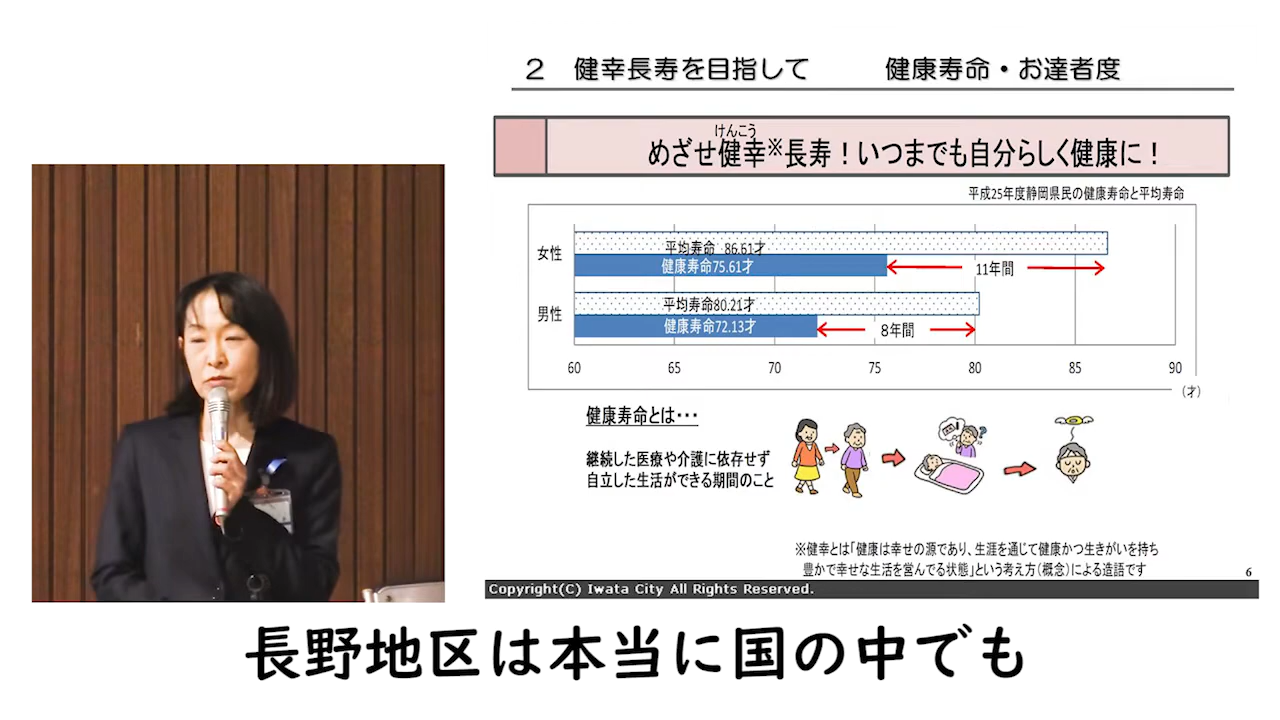 2 健幸長寿を目指して 健康寿命・お達者度
けんこう
めざせ健幸※長寿！いつまでも自分らしく健康に！
平成25年度静岡県民の健康寿命と平均寿命
女性
平均寿命 86.61才
健康寿命75.61才
11年間
男性
平均寿命80.21才
健康寿命72.13才
8年間
60 65 70 75 80 85 90
（才）
健康寿命とは・・・
継続した医療や介護に依存せず
自立した生活ができる期間のこと
※健幸とは「健康は幸せの源であり、生涯を通じて健康かつ生きがいを持ち
豊かで幸せな生活を営んでる状態」という考え方（概念）による造語です
6
Copyright(C) Iwata City All Rights Reserved.
長野地区は本当に国の中でも